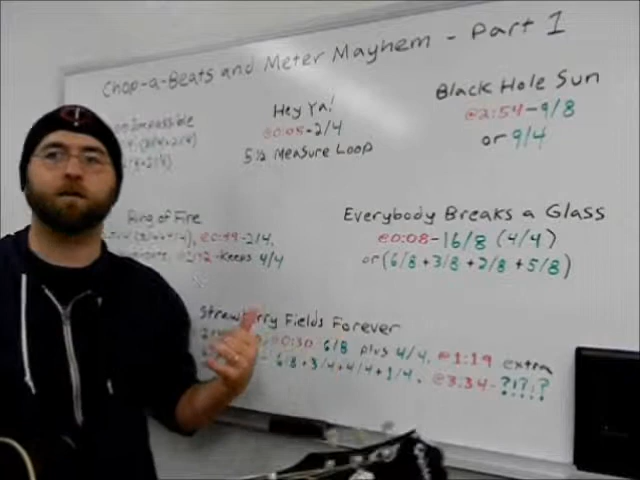 Chop-a-Beats and Meter Mayhem - Part 1
Impossible
Hey Ya!
@0:05-2/4
5½ Measure Loop
Black Hole Sun
@2:54-9/8
or 9/4
Ring of Fire
@0:39-2/4,
-Keeps 4/4
Everybody Breaks a Glass
@0:08-16/8 (4/4)
or (6/8+3/8+2/8+5/8)
Strawberry Fields Forever
@0:30 6/8 plus 4/4, @1:19 extra
6/8+3/4+4/4+1/4, @3:34-?!?!?